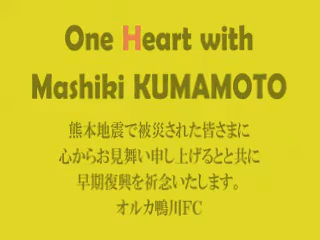 One Heart with
Mashiki KUMAMOTO
熊本地震で被災された皆さまに
心からお見舞い申し上げるとと共に
早期復興を祈念いたします。
オルカ鴨川FC